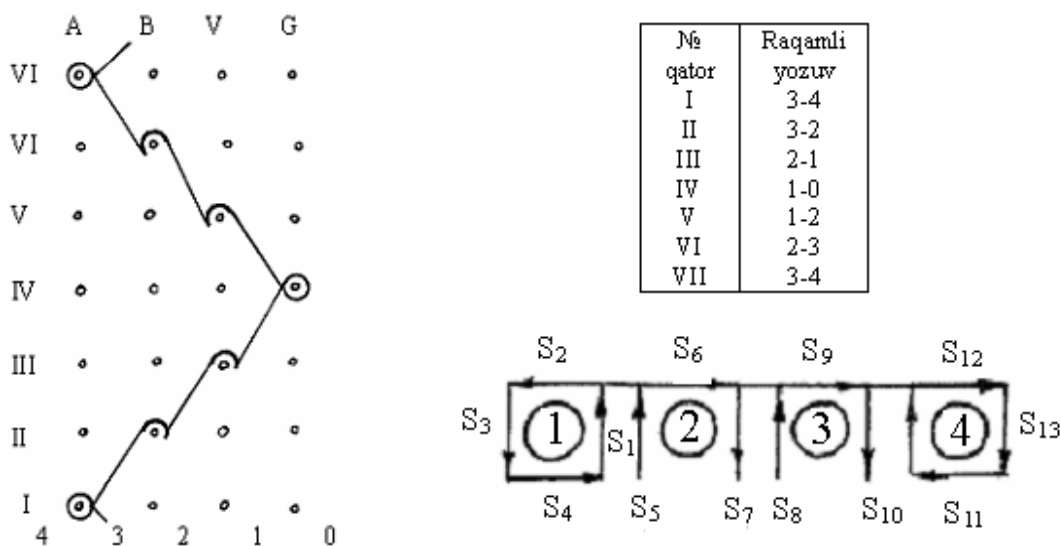 A B V G
VI
VI
V
IV
III
II
I
4 3 2 1 0
№ qator Raqamli yozuv
I 3-4
II 3-2
III 2-1
IV 1-0
V 1-2
VI 2-3
VII 3-4
S2 S6 S9 S12
S3 1 S1 2 3 4 S13
S4 S5 S7 S8 S10 S11